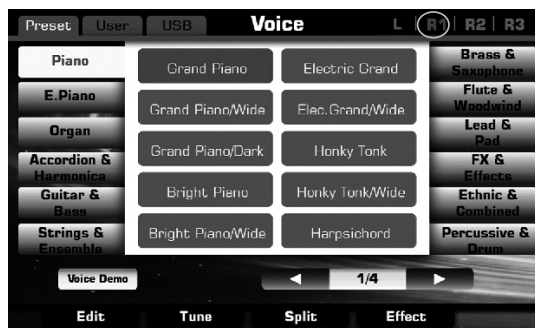 Preset User USB Voice L R1 R2 R3
Piano
E.Piano
Organ
Accordion &
Harmonica
Guitar &
Bass
Strings &
Ensemble
Grand Piano Electric Grand
Grand Piano/Wide Elec.Grand/Wide
Grand Piano/Dark Honky Tonk
Bright Piano Honky Tonk/Wide
Bright Piano/Wide Harpsichord
Brass &
Saxophone
Flute &
Woodwind
Lead &
Pad
FX &
Effects
Ethnic &
Combined
Percussive &
Drum
Voice Demo 1/4
Edit Tune Split Effect